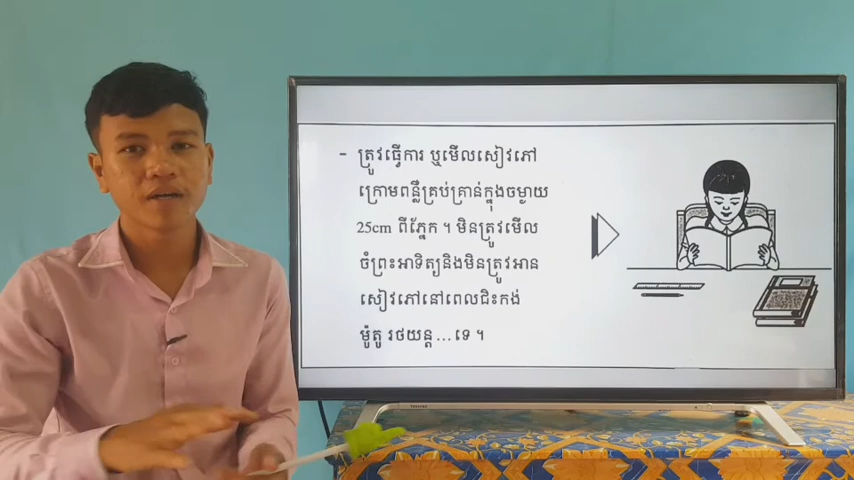 - ត្រូវធ្វើការ ឬមើលសៀវភៅ
ក្រោមពន្លឺគ្រប់គ្រាន់ក្នុងចម្ងាយ
25cm ពីភ្នែក ។ មិនត្រូវមើល
ចំព្រះអាទិត្យនិងមិនត្រូវអាន
សៀវភៅនៅពេលជិះកង់
ម៉ូតូ រថយន្ត...ទេ ។
TOSHIBA